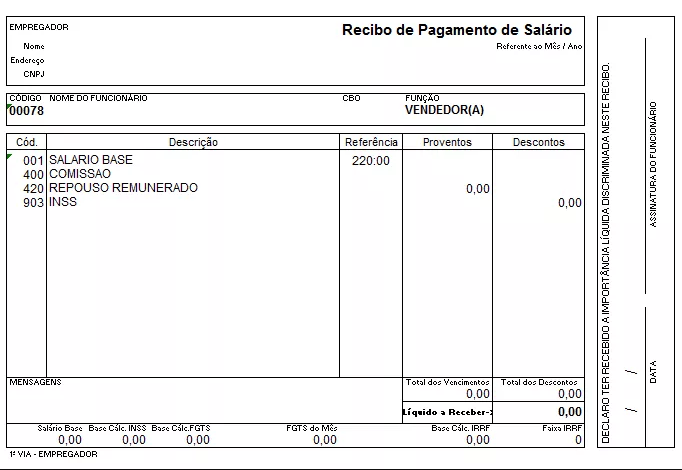 EMPREGADOR
Recibo de Pagamento de Salário
Nome
Referente ao Mês / Ano
Endereço
CNPJ
CÓDIGO NOME DO FUNCIONÁRIO CBO FUNÇÃO
00078 VENDEDOR(A)
Cód. Descrição Referência Proventos Descontos
001 SALARIO BASE 220:00
400 COMISSAO
420 REPOUSO REMUNERADO 0,00
903 INSS 0,00
MENSAGENS Total dos Vencimentos Total dos Descontos
0,00 0,00
Líquido a Receber-> 0,00
Salário Base Base Cálc. INSS Base Cálc.FGTS FGTS do Mês Base Cálc. IRRF Faixa IRRF
0,00 0,00 0,00 0,00 0,00 0
1ª VIA - EMPREGADOR
DECLARO TER RECEBIDO A IMPORTÂNCIA LÍQUIDA DISCRIMINADA NESTE RECIBO.
ASSINATURA DO FUNCIONÁRIO
/ /
DATA